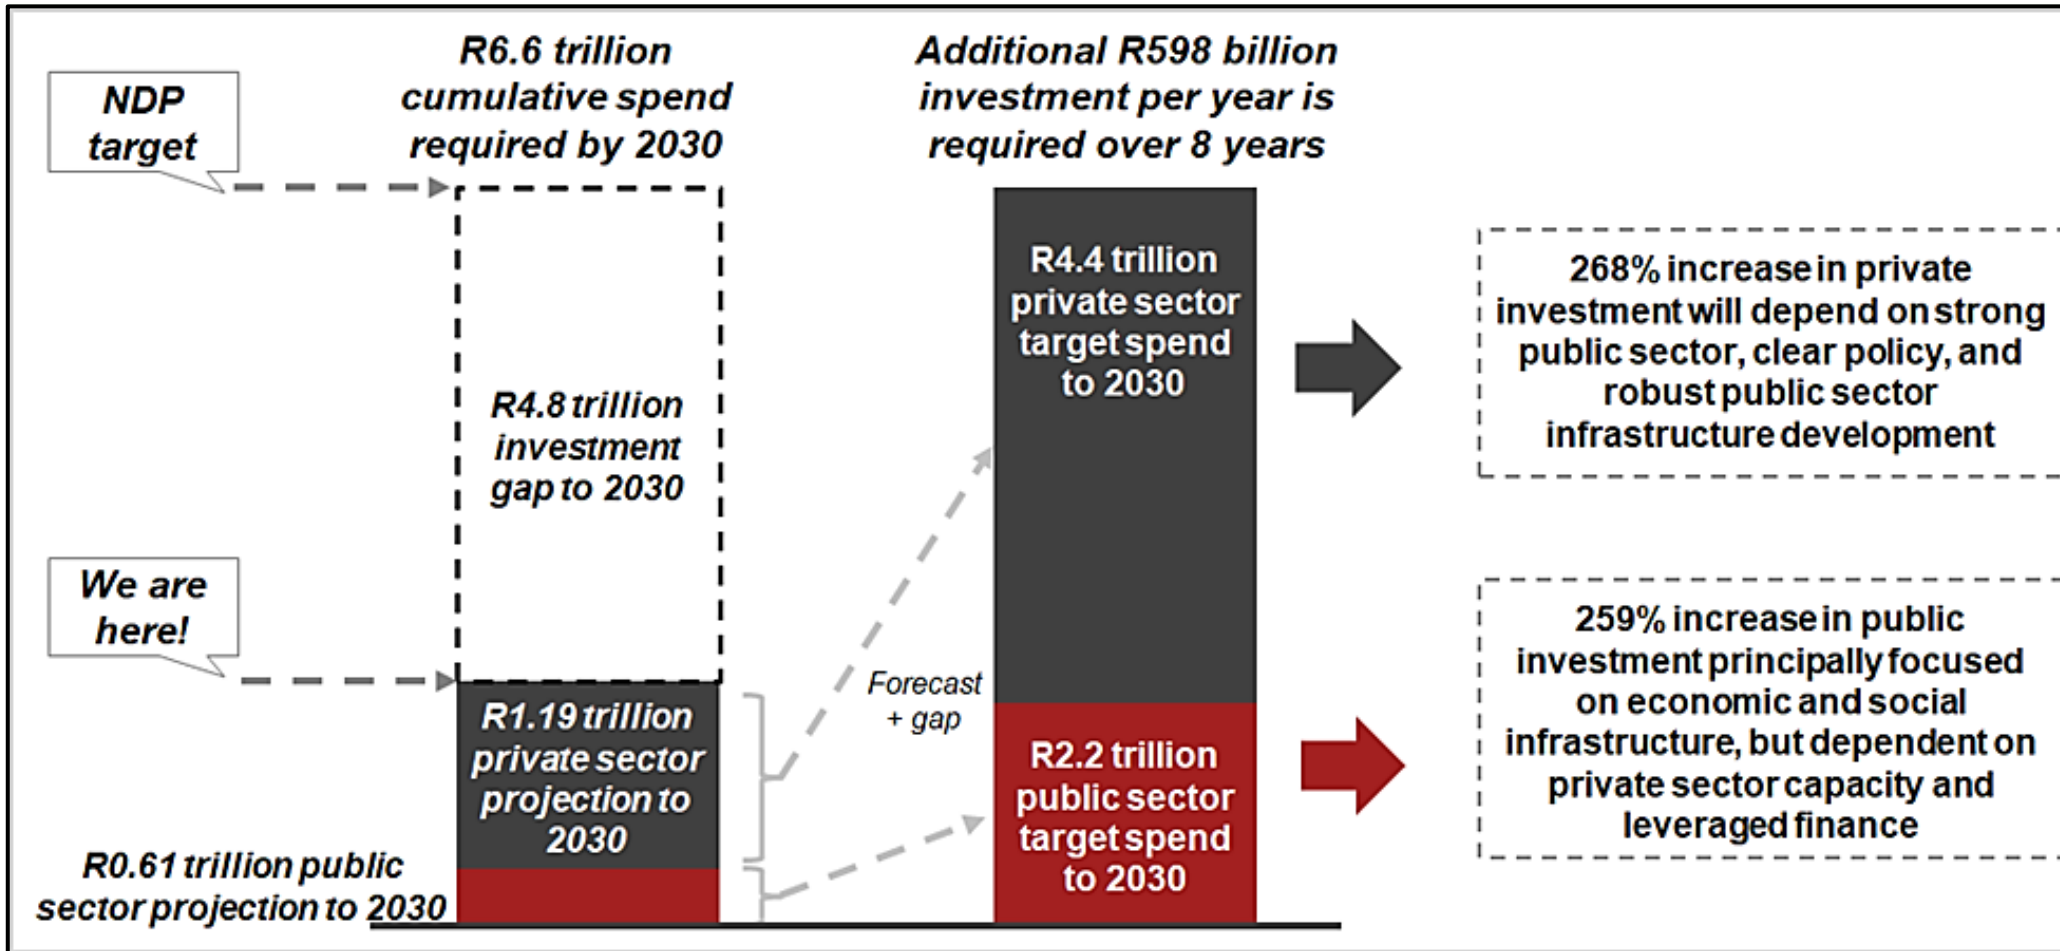 NDP
target
R6.6 trillion
cumulative spend
required by 2030
Additional R598 billion
investment per year is
required over 8 years
R4.8 trillion
investment
gap to 2030
We are
here!
R1.19 trillion
private sector
projection to
2030
R0.61 trillion public
sector projection to 2030
Forecast
+ gap
R4.4 trillion
private sector
target spend
to 2030
R2.2 trillion
public sector
target spend
to 2030
268% increase in private
investment will depend on strong
public sector, clear policy, and
robust public sector
infrastructure development
259% increase in public
investment principally focused
on economic and social
infrastructure, but dependent on
private sector capacity and
leveraged finance